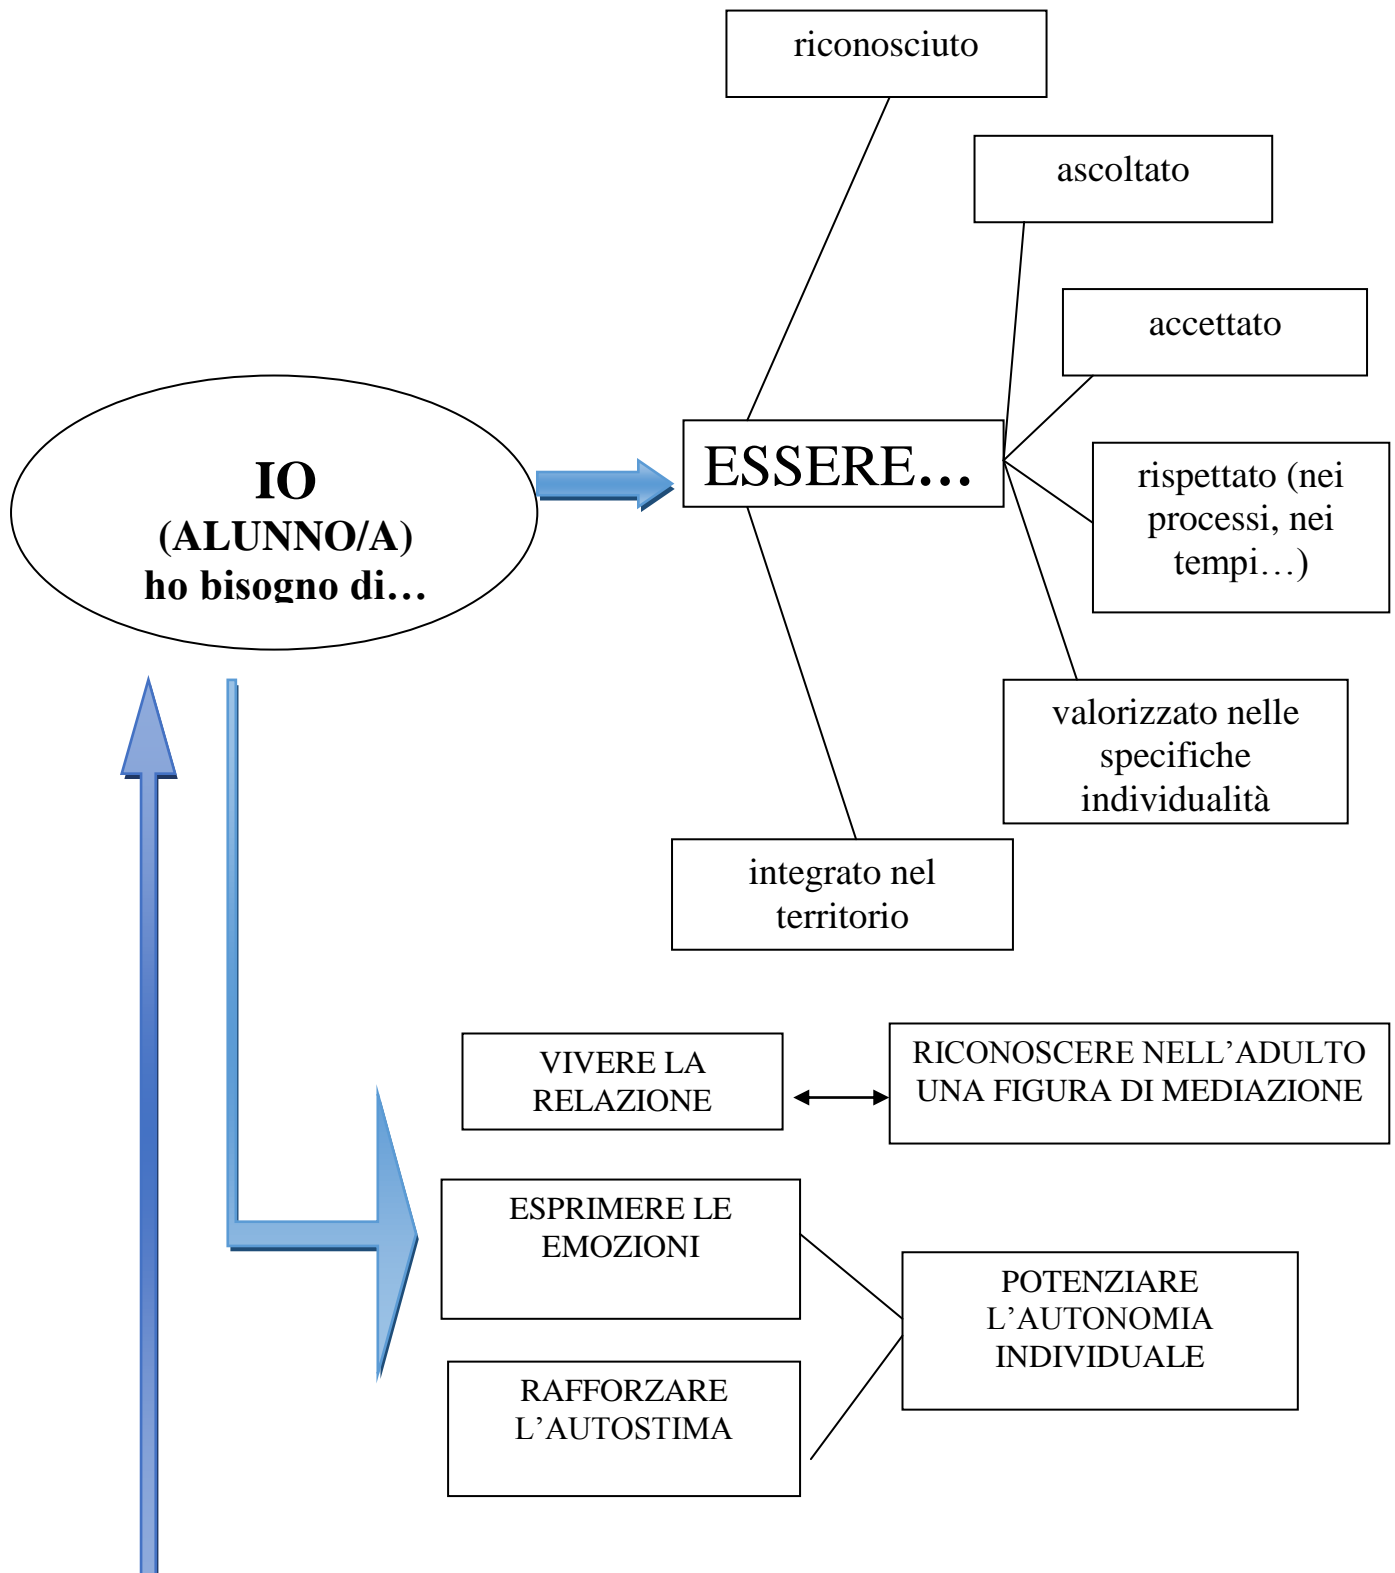 riconosciuto
ascoltato
accettato
IO
(ALUNNO/A)
ho bisogno di…
ESSERE…
rispettato (nei
processi, nei
tempi…)
valorizzato nelle
specifiche
individualità
integrato nel
territorio
VIVERE LA
RELAZIONE
RICONOSCERE NELL’ADULTO
UNA FIGURA DI MEDIAZIONE
ESPRIMERE LE
EMOZIONI
POTENZIARE
L’AUTONOMIA
INDIVIDUALE
RAFFORZARE
L’AUTOSTIMA